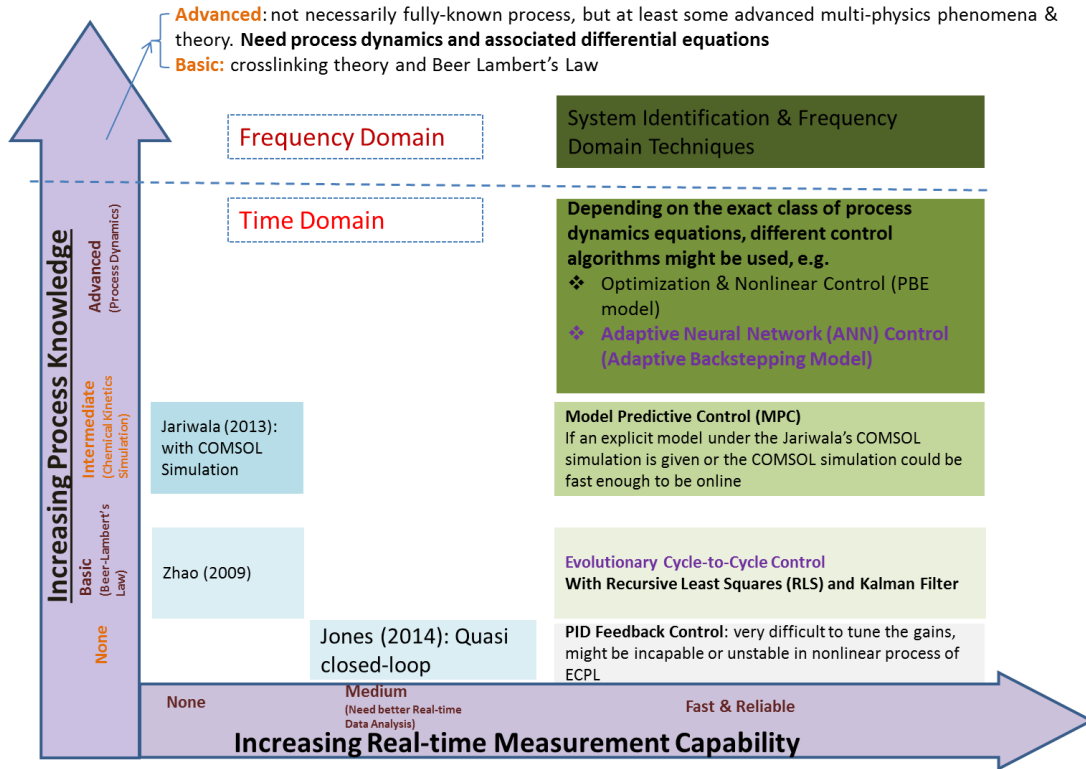 Advanced: not necessarily fully-known process, but at least some advanced multi-physics phenomena &
theory. Need process dynamics and associated differential equations
Basic: crosslinking theory and Beer Lambert's Law
Frequency Domain
System Identification & Frequency
Domain Techniques
Time Domain
Depending on the exact class of process
dynamics equations, different control
algorithms might be used, e.g.
❖ Optimization & Nonlinear Control (PBE
model)
❖ Adaptive Neural Network (ANN) Control
(Adaptive Backstepping Model)
Increasing Process Knowledge
Advanced
(Process Dynamics)
Intermediate
(Chemical Kinetics
Simulation)
Basic
(Beer-Lambert's
Law)
None
Jariwala (2013):
with COMSOL
Simulation
Model Predictive Control (MPC)
If an explicit model under the Jariwala's COMSOL
simulation is given or the COMSOL simulation could be
fast enough to be online
Zhao (2009)
Evolutionary Cycle-to-Cycle Control
With Recursive Least Squares (RLS) and Kalman Filter
Jones (2014): Quasi
closed-loop
PID Feedback Control: very difficult to tune the gains,
might be incapable or unstable in nonlinear process of
ECPL
None
Medium
(Need better Real-time
Data Analysis)
Fast & Reliable
Increasing Real-time Measurement Capability